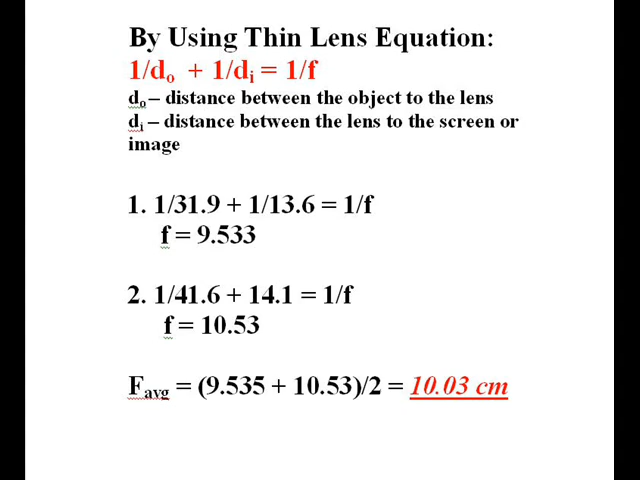 By Using Thin Lens Equation:
1/do + 1/di = 1/f
do – distance between the object to the lens
di – distance between the lens to the screen or
image
1. 1/31.9 + 1/13.6 = 1/f
f = 9.533
2. 1/41.6 + 14.1 = 1/f
f = 10.53
Favg = (9.535 + 10.53)/2 = 10.03 cm